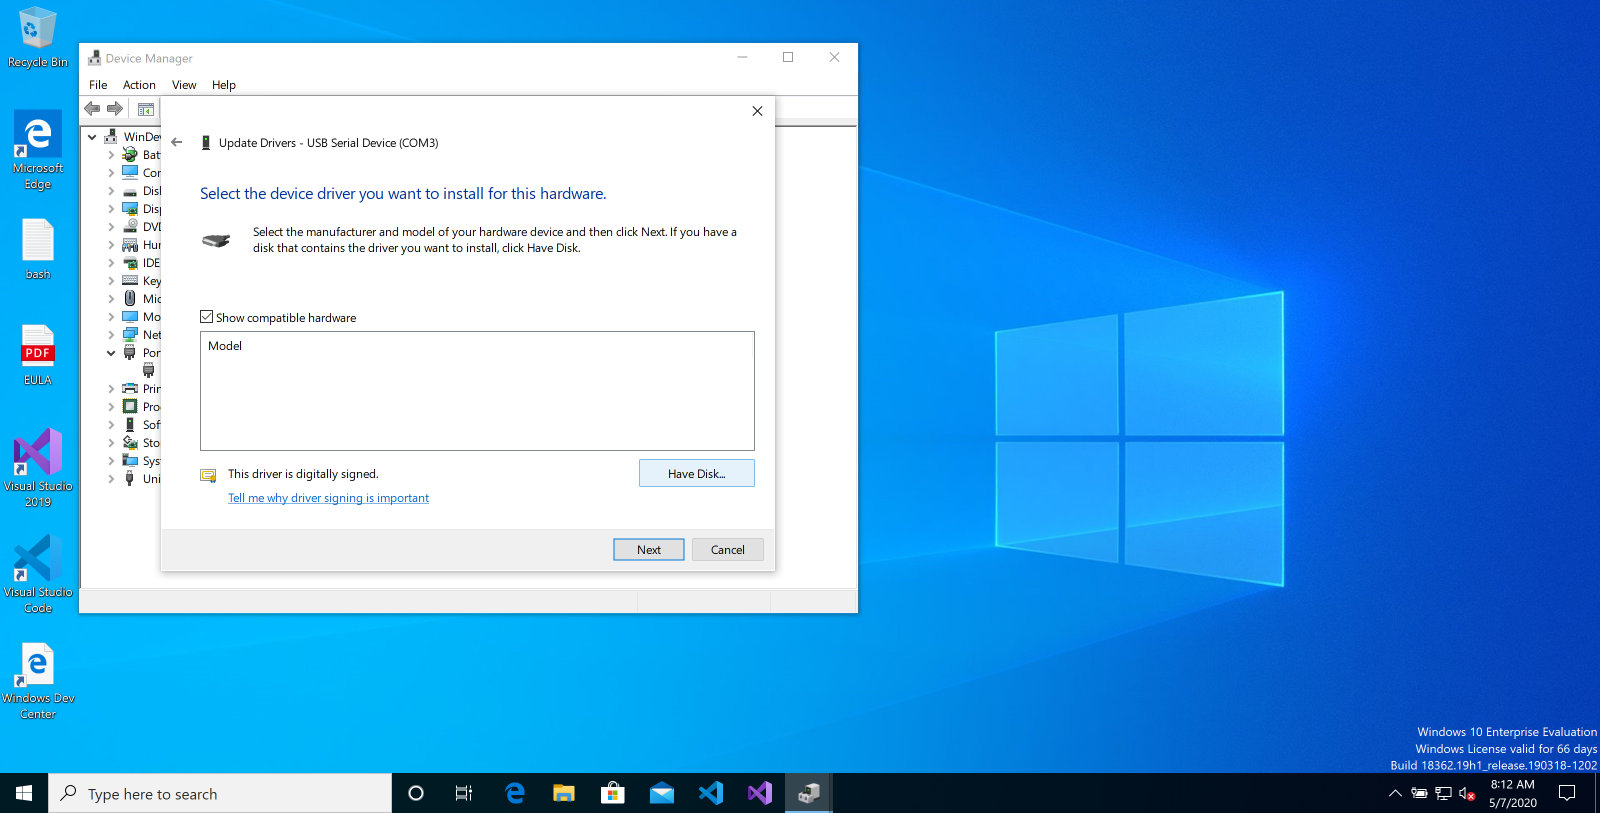 Recycle Bin
Microsoft
Edge
bash
PDF
EULA
Visual Studio
2019
Visual Studio
Code
Windows Dev
Center
Device Manager
File Action View Help
WinDev
Bat
Con
Disl
Disp
DVD
Hur
IDE
Key
Mic
Mo
Net
Por
Prin
Pro
Sof
Sto
Syst
Uni
Update Drivers - USB Serial Device (COM3)
Select the device driver you want to install for this hardware.
Select the manufacturer and model of your hardware device and then click Next. If you have a
disk that contains the driver you want to install, click Have Disk.
Show compatible hardware
Model
This driver is digitally signed.
Have Disk...
Tell me why driver signing is important
Next Cancel
Windows 10 Enterprise Evaluation
Windows License valid for 66 days
Build 18362.19h1_release.190318-1202
Type here to search
8:12 AM
5/7/2020